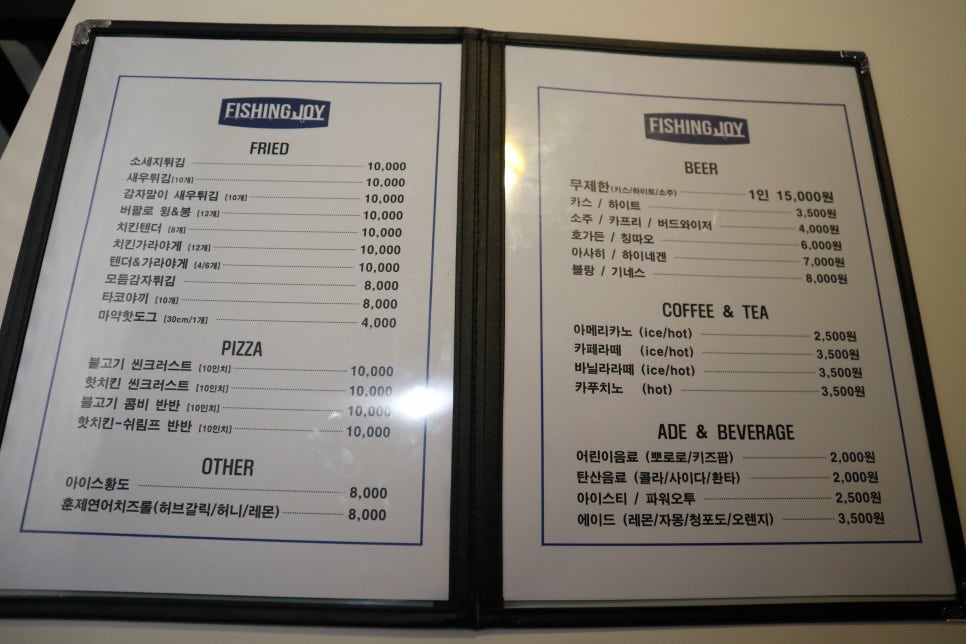 FISHING JOY
FRIED
소세지튀김 10,000
새우튀김[10개] 10,000
감자말이 새우튀김 [10개] 10,000
버팔로 윙&봉 [12개] 10,000
치킨텐더 [8개] 10,000
치킨가라아게 [12개] 10,000
텐더&가라아게 [4/6개] 10,000
모듬감자튀김 8,000
타코야끼 [10개] 8,000
마약핫도그 [30cm/1개] 4,000
PIZZA
불고기 씬크러스트 [10인치] 10,000
핫치킨 씬크러스트 [10인치] 10,000
불고기 콤비 반반 [10인치] 10,000
핫치킨-쉬림프 반반 [10인치] 10,000
OTHER
아이스황도 8,000
훈제연어치즈롤(허브갈릭/허니/레몬) 8,000
FISHING JOY
BEER
무제한(카스/하이트/소주) 1인 15,000원
카스 / 하이트 3,500원
소주 / 카프리 / 버드와이저 4,000원
호가든 / 칭따오 6,000원
아사히 / 하이네겐 7,000원
블랑 / 기네스 8,000원
COFFEE & TEA
아메리카노 (ice/hot) 2,500원
카페라떼 (ice/hot) 3,500원
바닐라라떼 (ice/hot) 3,500원
카푸치노 (hot) 3,500원
ADE & BEVERAGE
어린이음료 (뽀로로/키즈팜) 2,000원
탄산음료 (콜라/사이다/환타) 2,000원
아이스티 / 파워오투 2,500원
에이드 (레몬/자몽/청포도/오렌지) 3,500원